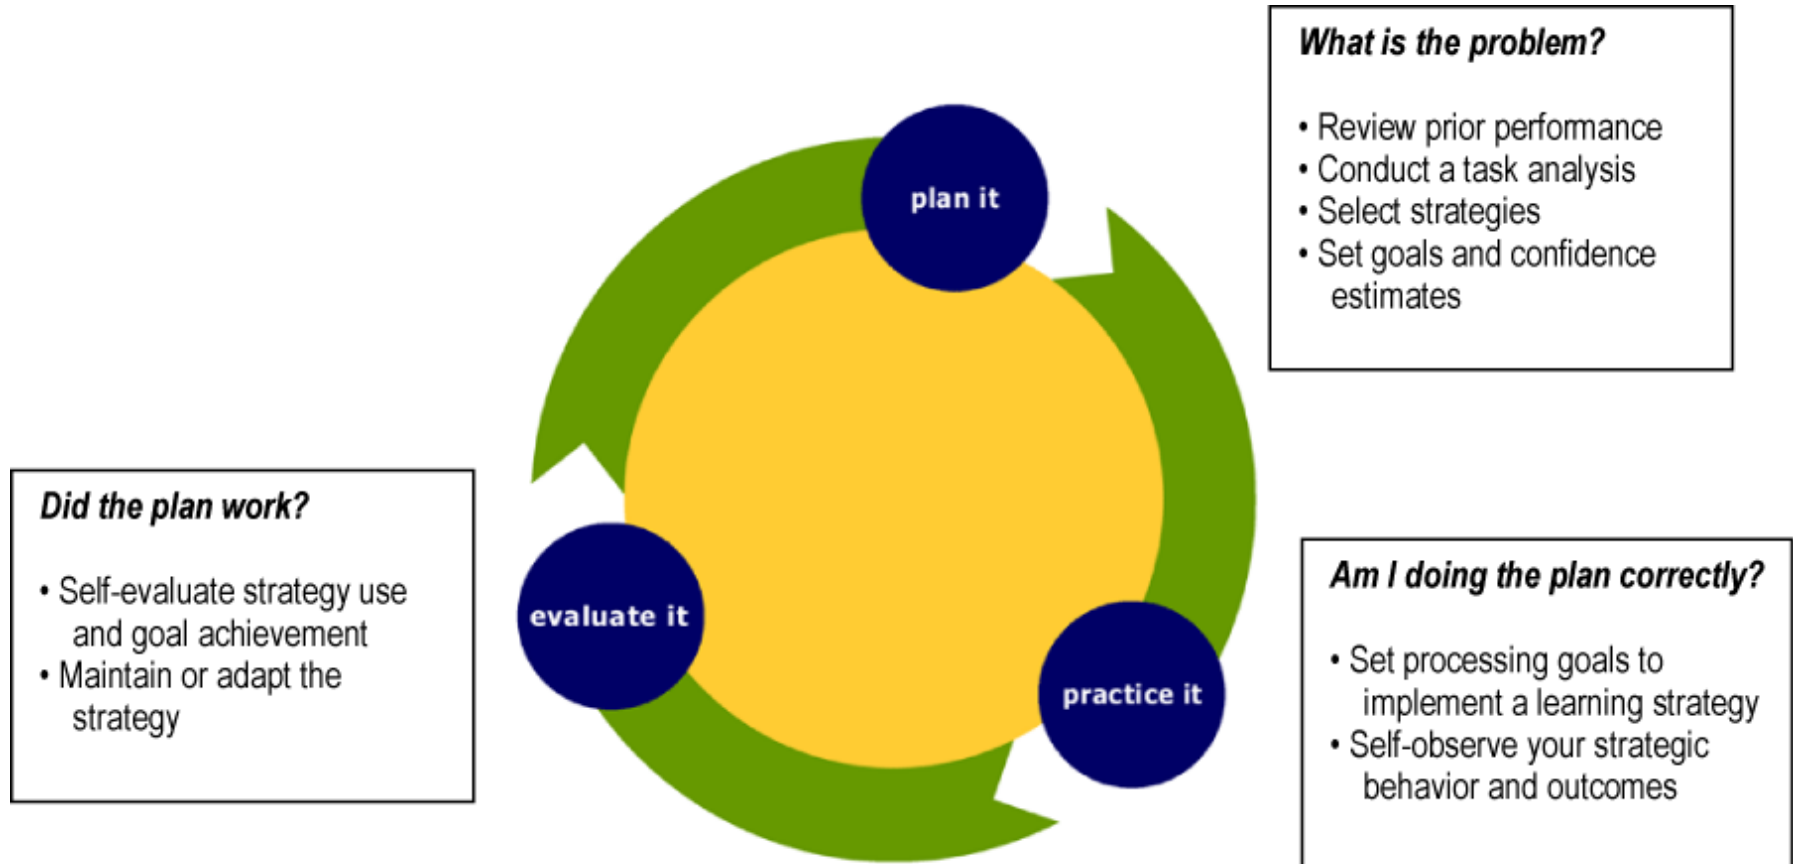 What is the problem?
• Review prior performance
• Conduct a task analysis
• Select strategies
• Set goals and confidence
estimates
plan it
Did the plan work?
• Self-evaluate strategy use
and goal achievement
• Maintain or adapt the
strategy
evaluate it
practice it
Am I doing the plan correctly?
• Set processing goals to
implement a learning strategy
• Self-observe your strategic
behavior and outcomes